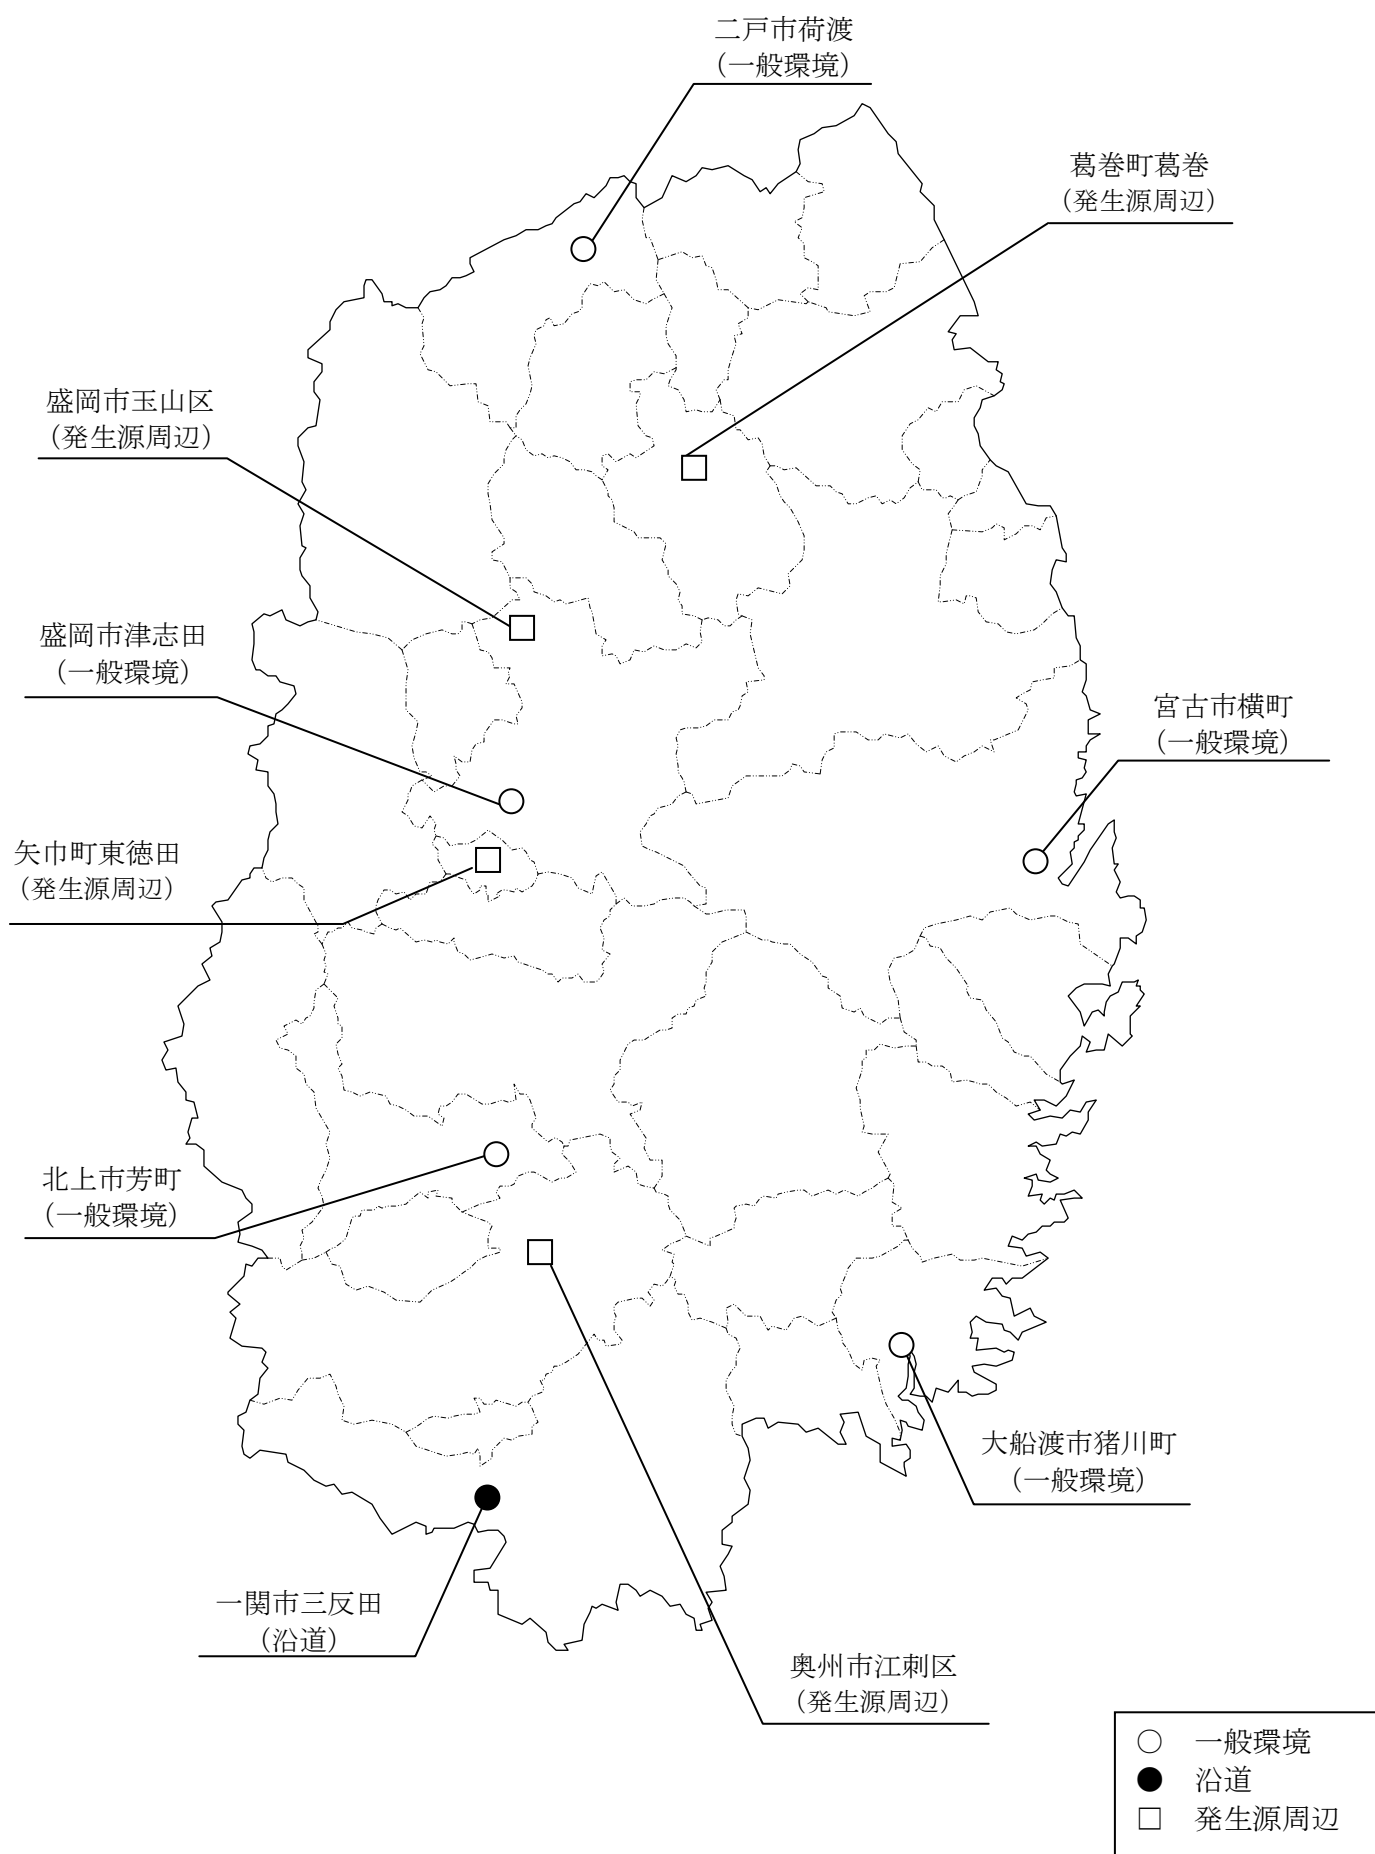 二戸市荷渡
(一般環境)
葛巻町葛巻
(発生源周辺)
盛岡市玉山区
(発生源周辺)
盛岡市津志田
(一般環境)
宮古市横町
(一般環境)
矢巾町東徳田
(発生源周辺)
北上市芳町
(一般環境)
大船渡市猪川町
(一般環境)
一関市三反田
(沿道)
奥州市江刺区
(発生源周辺)
○ 一般環境
● 沿道
□ 発生源周辺